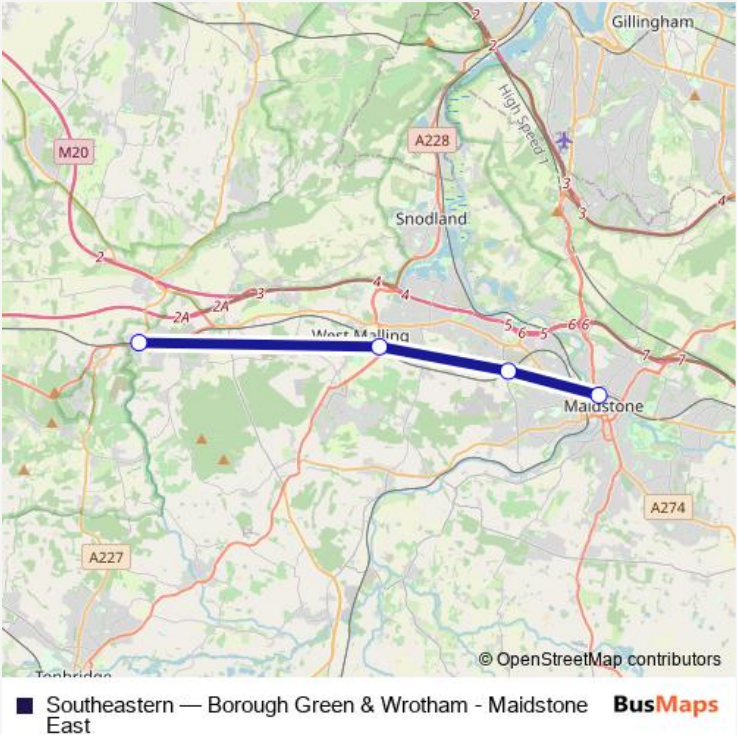 Gillingham
2
2
High Speed 1
M20
A228
3
3
4
Snodland
2
2A
2A
3
4
4
5
6
5
6
6
7
7
West Malling
Maidstone
A274
A227
Tonbridge
© OpenStreetMap contributors
Southeastern — Borough Green & Wrotham - Maidstone
East
BusMaps